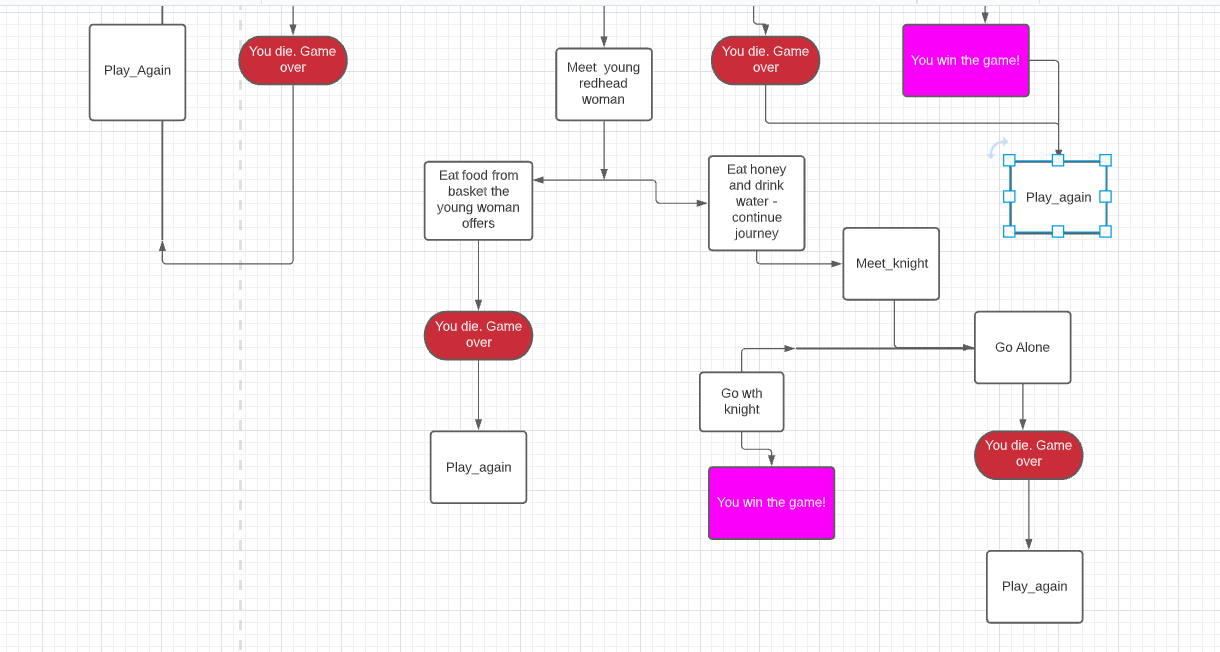 Play_Again
You die. Game
over
Meet young
redhead
woman
You die. Game
over
You win the game!
Eat food from
basket the
young woman
offers
Eat honey
and drink
water -
continue
journey
Play_again
Meet_knight
You die. Game
over
Go Alone
Go wth
knight
You die. Game
over
Play_again
You win the game!
Play_again